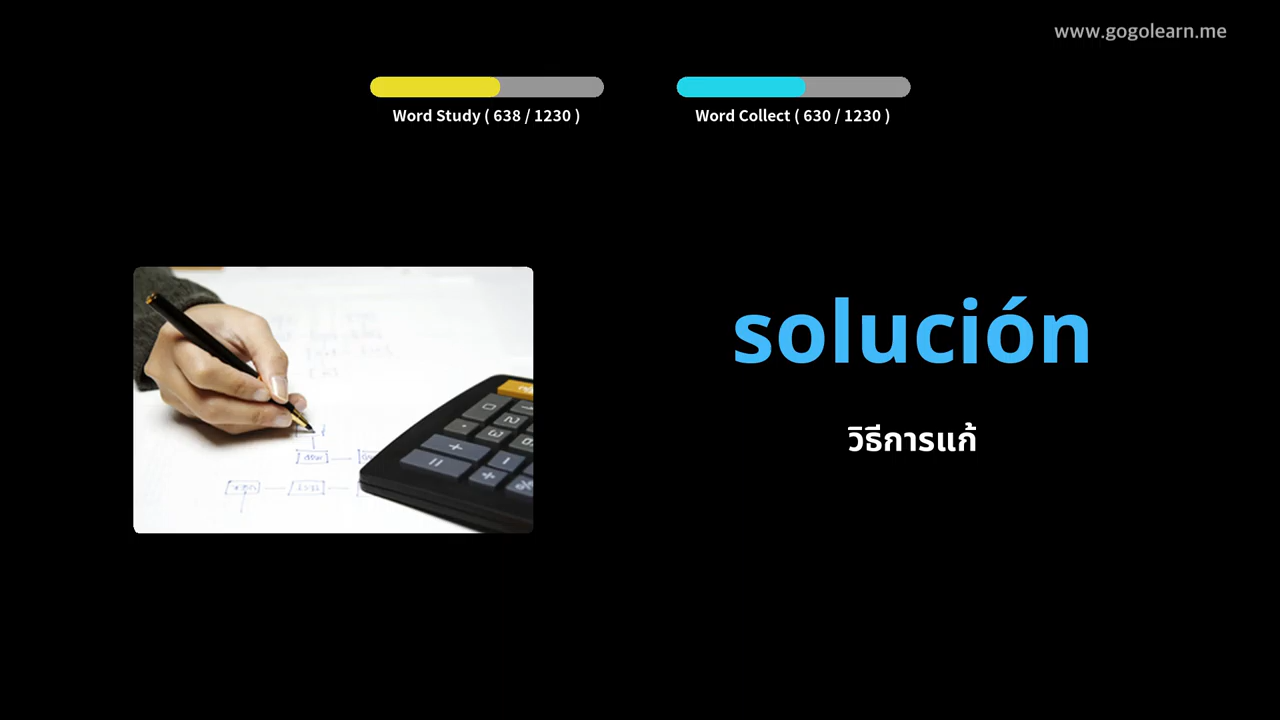 www.gogolearn.me
Word Study ( 638 / 1230 )
Word Collect ( 630 / 1230 )
solución
วิธีการแก้